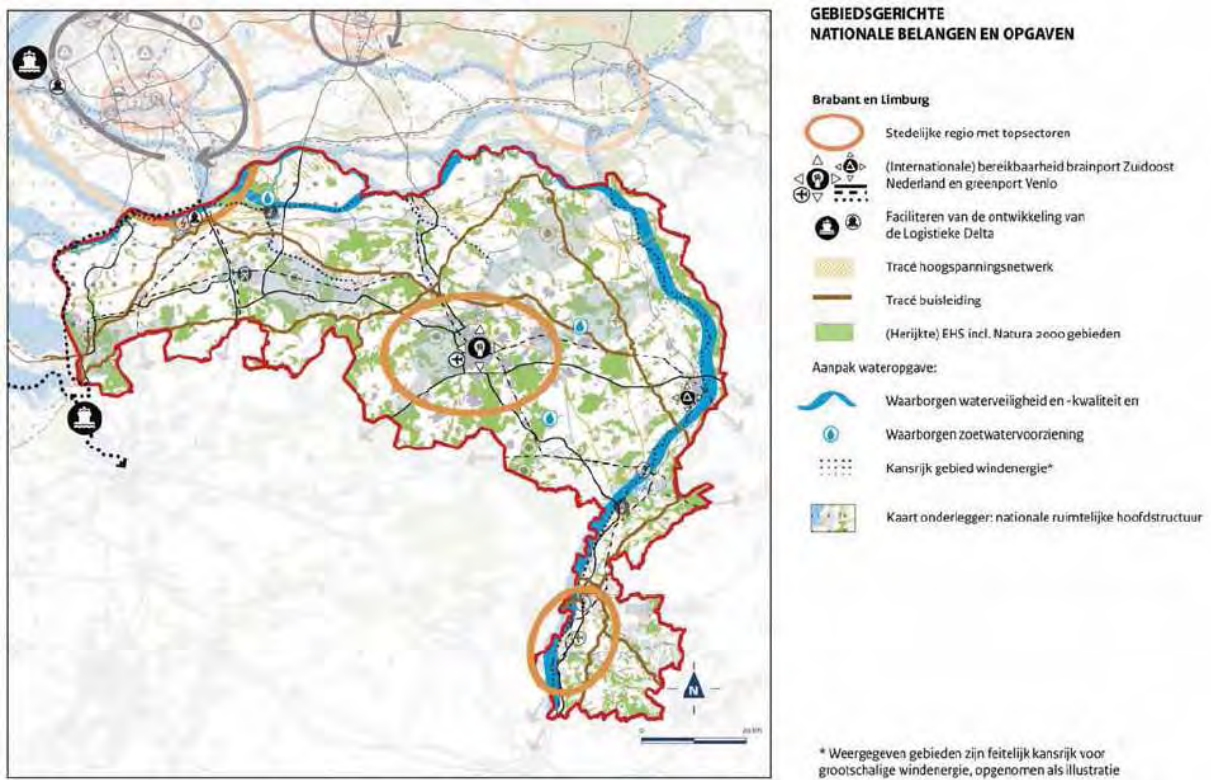 GEBIEDSGERICHTE
NATIONALE BELANGEN EN OPGAVEN
Brabant en Limburg
Stedelijke regio met topsectoren
(Internationale) bereikbaarheid brainport Zuidoost
Nederland en greenport Venlo
Faciliteren van de ontwikkeling van
de Logistieke Delta
Tracé hoogspanningsnetwerk
Tracé buisleiding
(Herijkte) EHS incl. Natura 2000 gebieden
Aanpak wateropgave:
Waarborgen waterveiligheid en -kwaliteit en
Waarborgen zoetwatervoorziening
Kansrijk gebied windenergie*
Kaart onderlegger: nationale ruimtelijke hoofdstructuur
N
0
20 km
* Weergegeven gebieden zijn feitelijk kansrijk voor
grootschalige windenergie, opgenomen als illustratie